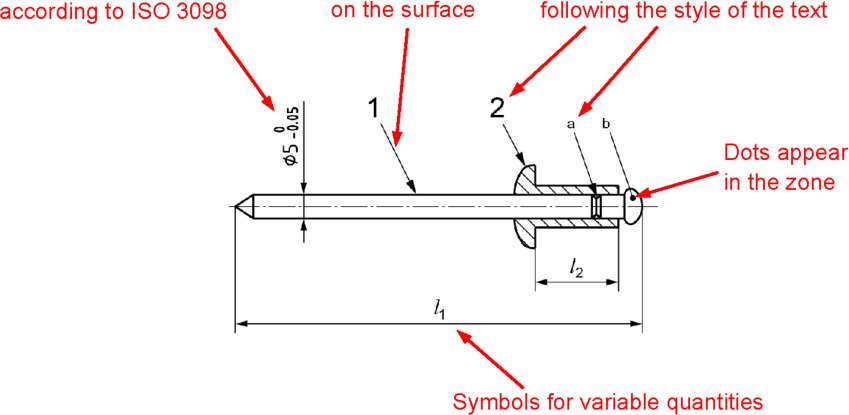 according to ISO 3098
on the surface
following the style of the text
1
2
a
b
φ5 0 -0.05
Dots appear
in the zone
l2
l1
Symbols for variable quantities